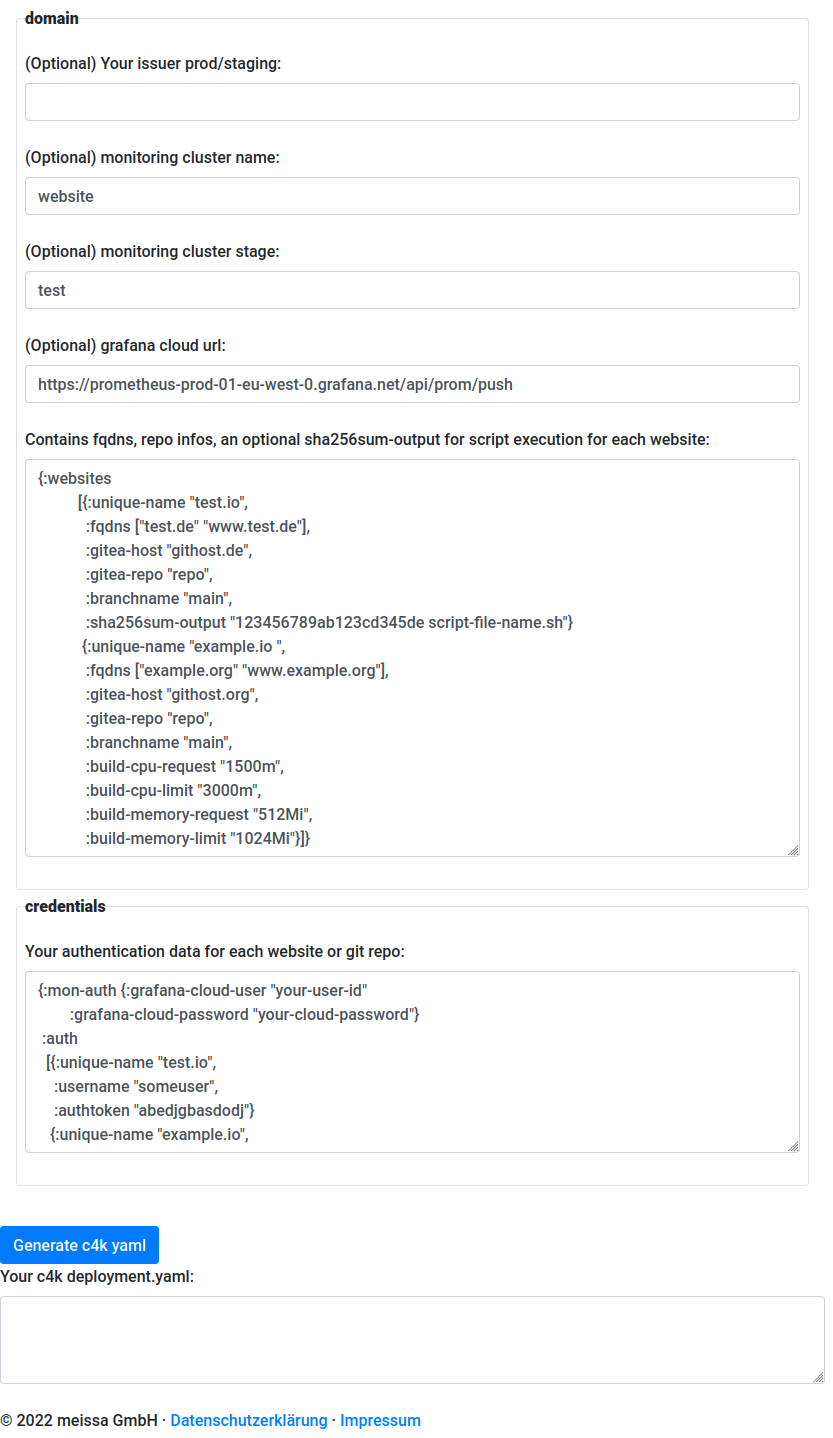 domain
(Optional) Your issuer prod/staging:
(Optional) monitoring cluster name:
website
(Optional) monitoring cluster stage:
test
(Optional) grafana cloud url:
https://prometheus-prod-01-eu-west-0.grafana.net/api/prom/push
Contains fqdns, repo infos, an optional sha256sum-output for script execution for each website:
{:websites
[{:unique-name "test.io",
:fqdns ["test.de" "www.test.de"],
:gitea-host "githost.de",
:gitea-repo "repo",
:branchname "main",
:sha256sum-output "123456789ab123cd345de script-file-name.sh"}
{:unique-name "example.io ",
:fqdns ["example.org" "www.example.org"],
:gitea-host "githost.org",
:gitea-repo "repo",
:branchname "main",
:build-cpu-request "1500m",
:build-cpu-limit "3000m",
:build-memory-request "512Mi",
:build-memory-limit "1024Mi"}]}
credentials
Your authentication data for each website or git repo:
{:mon-auth {:grafana-cloud-user "your-user-id"
:grafana-cloud-password "your-cloud-password"}
:auth
[{:unique-name "test.io",
:username "someuser",
:authtoken "abedjgbasdodj"}
{:unique-name "example.io",
Generate c4k yaml
Your c4k deployment.yaml:
© 2022 meissa GmbH · Datenschutzerklärung · Impressum